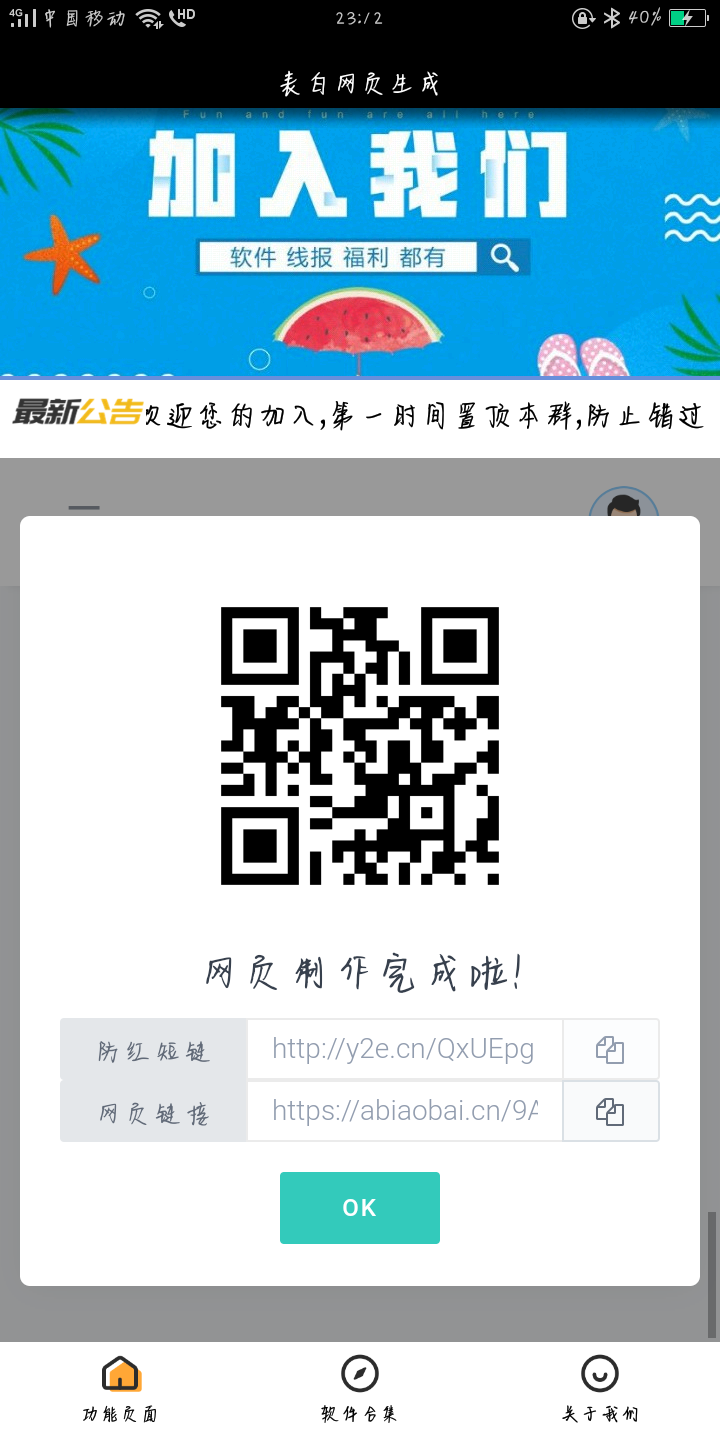 4G 中国移动 HD 23:12 40%
表白网页生成
Fun and fun are all here
加入我们
软件 线报 福利 都有
最新公告 欢迎您的加入,第一时间置顶本群,防止错过
网页制作完成啦!
防红短链 http://y2e.cn/QxUEpg
网页链接 https://abiaobai.cn/9A
OK
功能页面 软件合集 关于我们